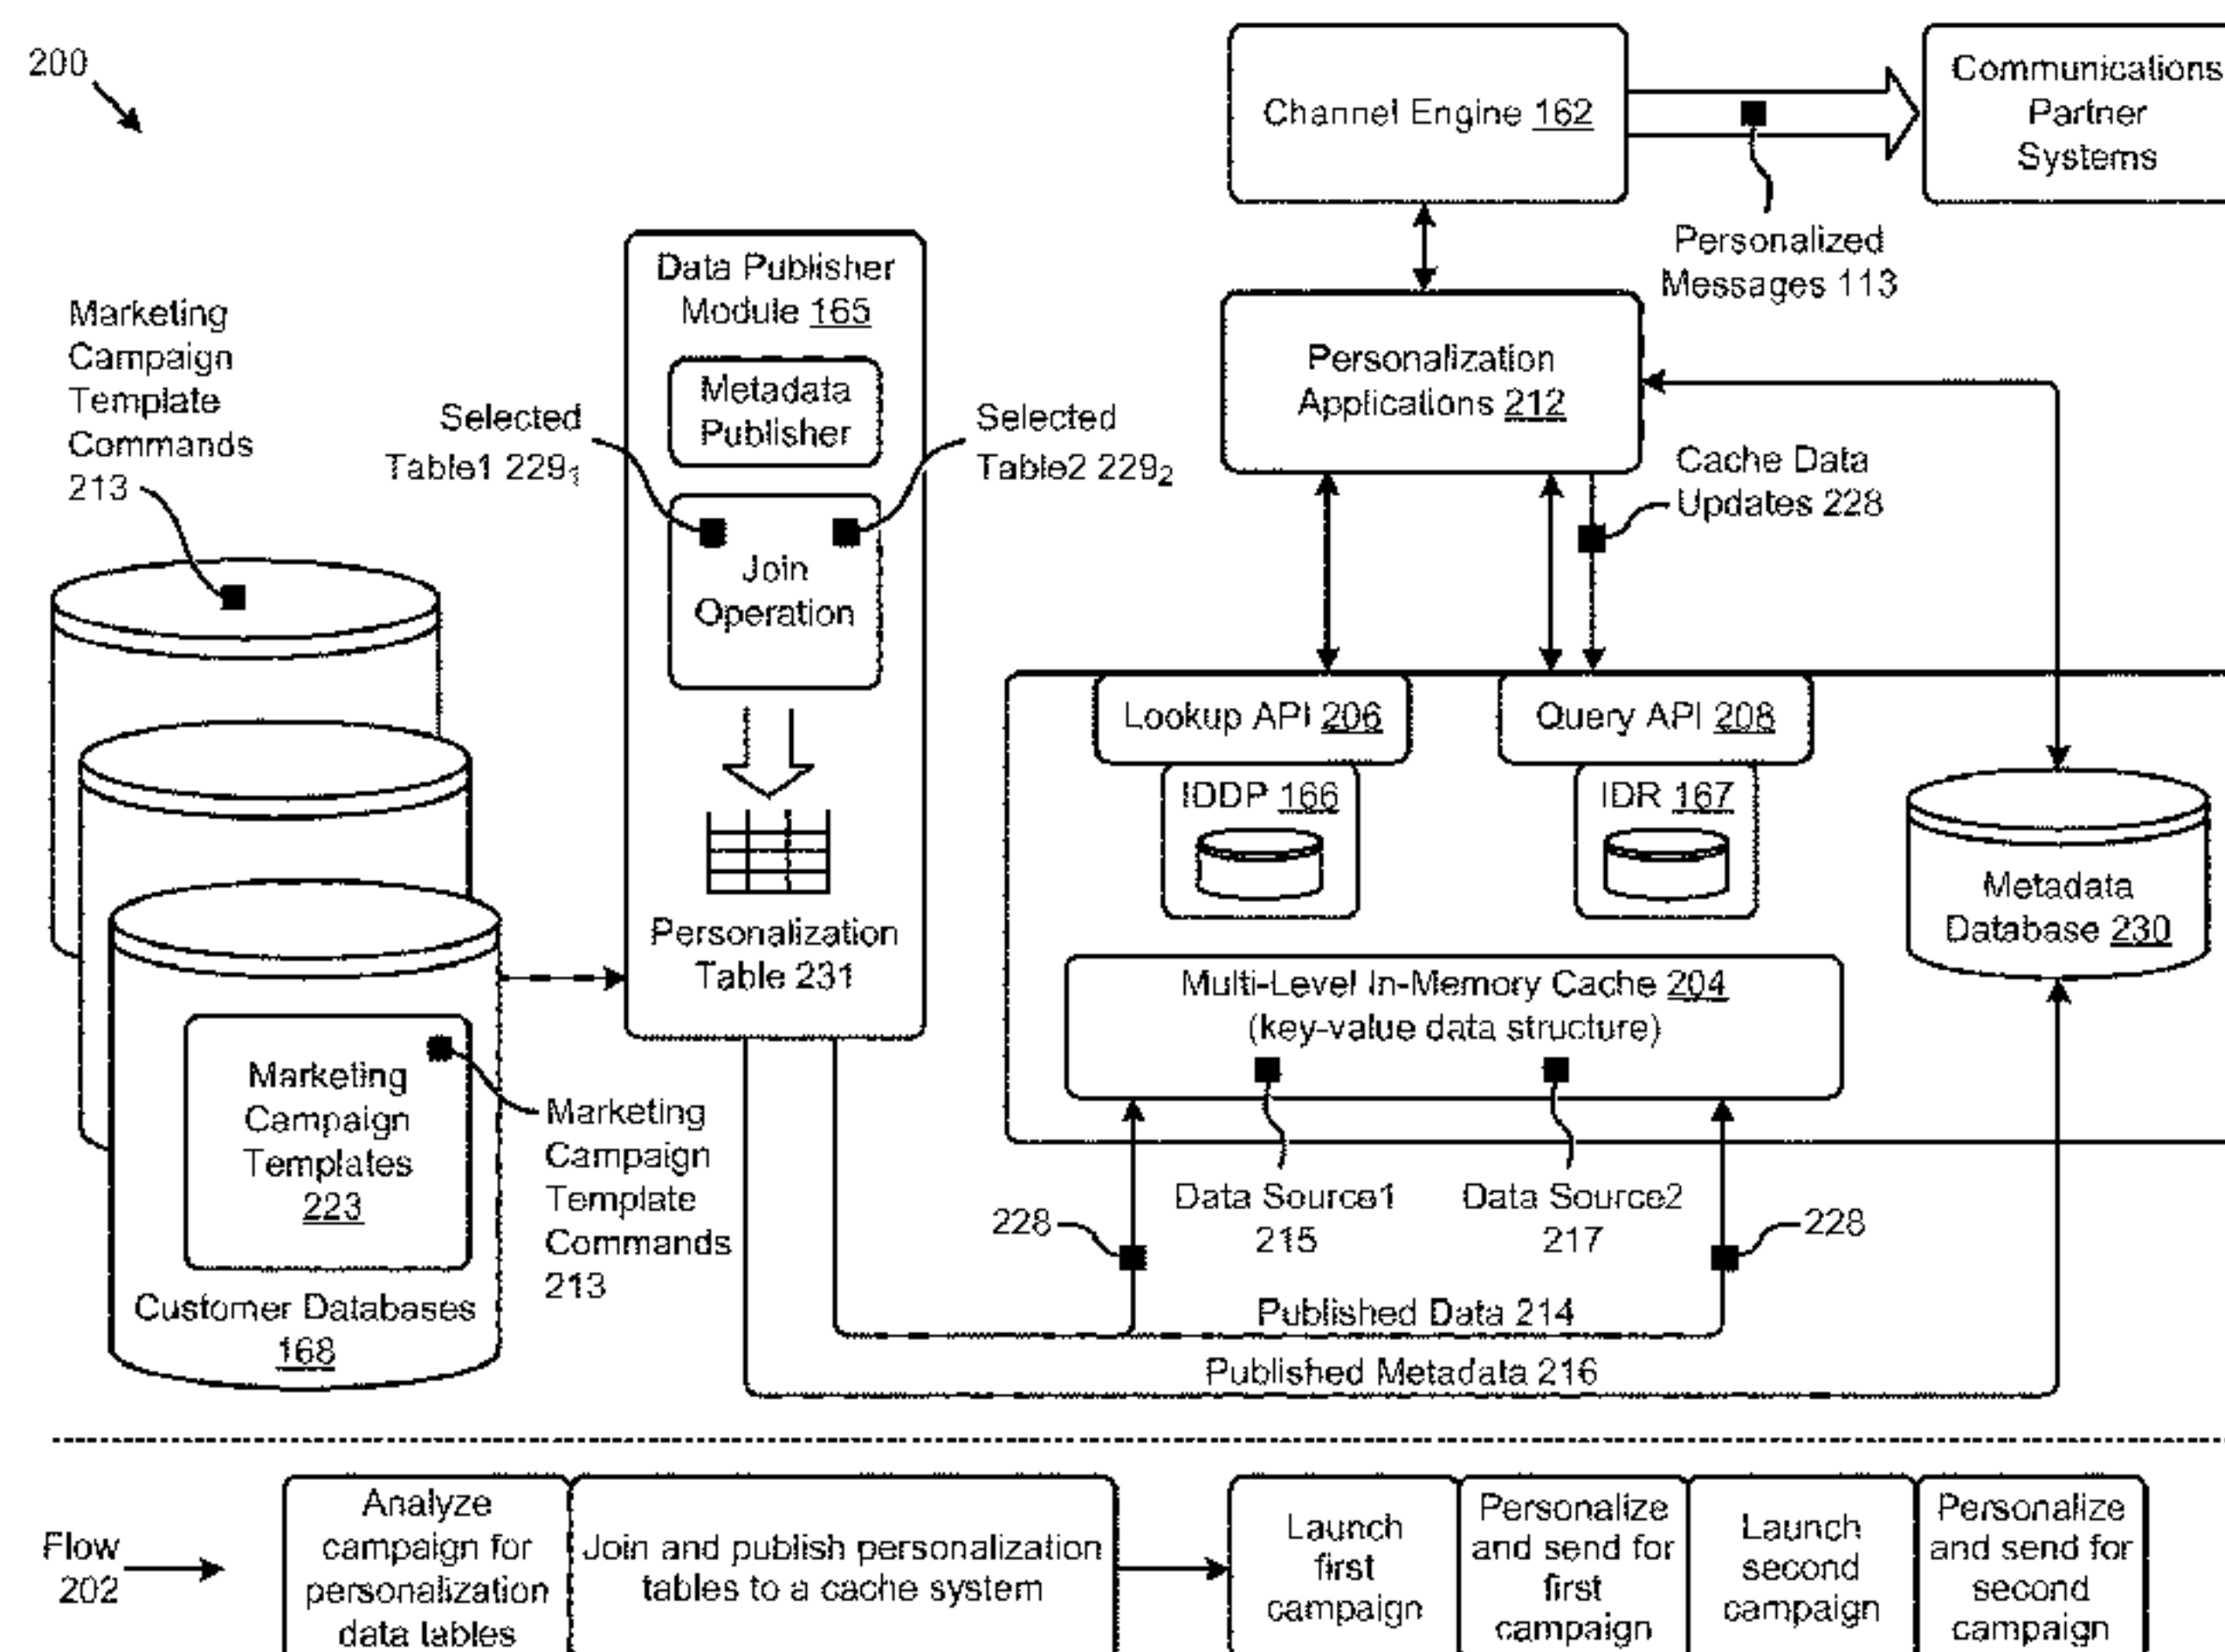 200
Channel Engine 162
Communications
Partner
Systems
Personalized
Messages 113
Data Publisher
Module 165
Metadata
Publisher
Marketing
Campaign
Template
Commands
213
Selected
Table1 229₁
Selected
Table2 229₂
Join
Operation
Personalization
Table 231
Personalization
Applications 212
Cache Data
Updates 228
Lookup API 206
Query API 208
IDDP 166
IDR 167
Metadata
Database 230
Multi-Level In-Memory Cache 204
(key-value data structure)
Marketing
Campaign
Templates
223
Marketing
Campaign
Template
Commands
213
Customer Databases
168
228
Data Source1
215
Data Source2
217
228
Published Data 214
Published Metadata 216
Flow
202
Analyze
campaign for
personalization
data tables
Join and publish personalization
tables to a cache system
Launch
first
campaign
Personalize
and send for
first
campaign
Launch
second
campaign
Personalize
and send for
second
campaign